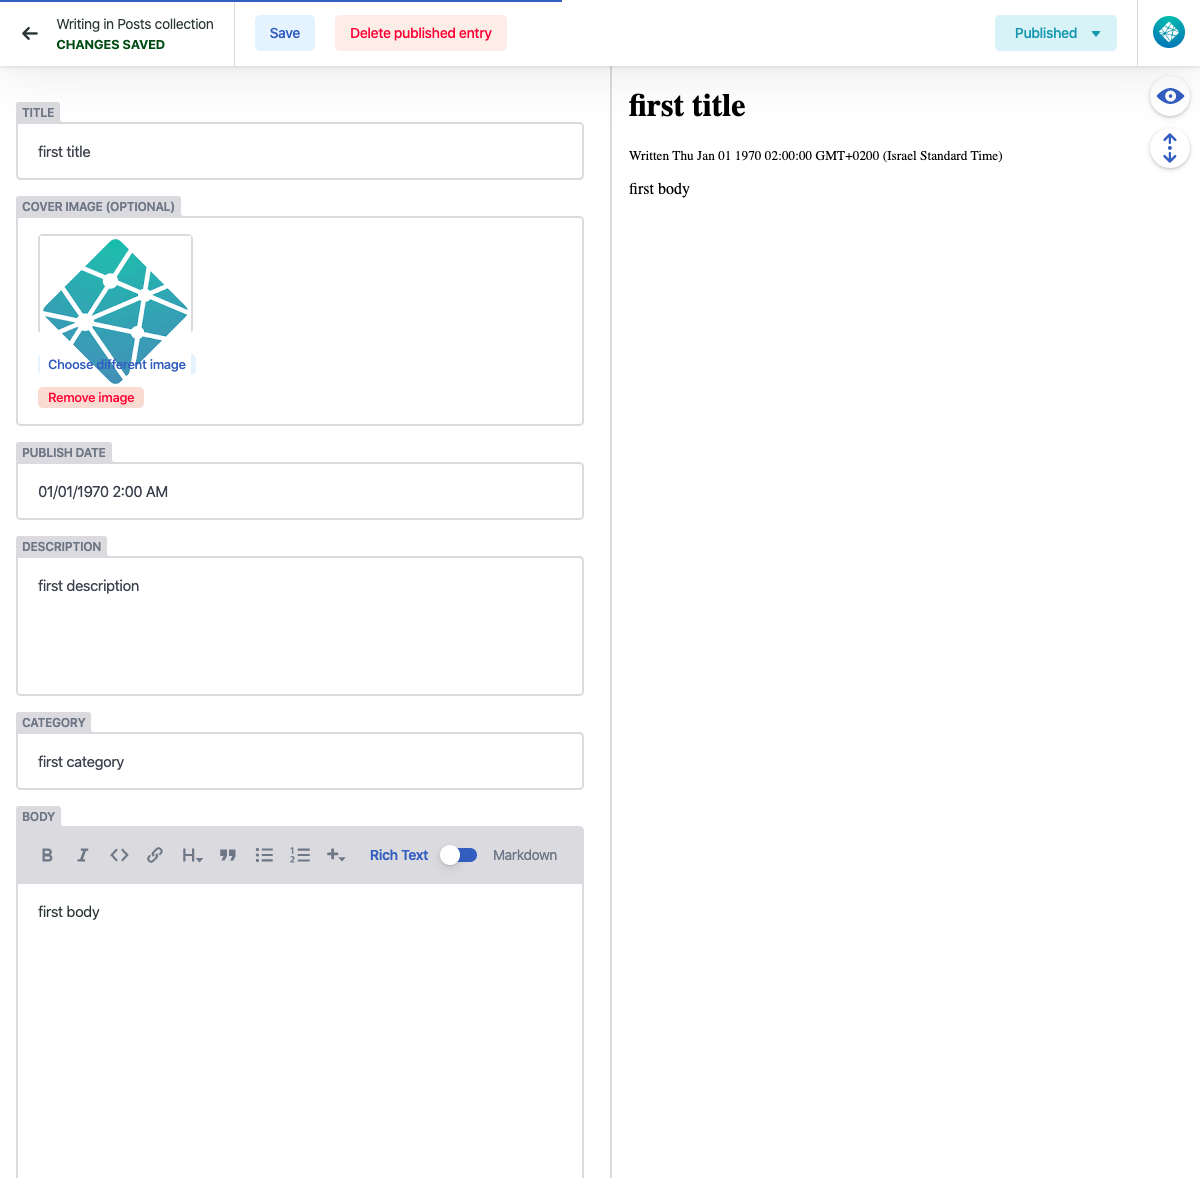 Writing in Posts collection
CHANGES SAVED
Save
Delete published entry
Published
TITLE
first title
COVER IMAGE (OPTIONAL)
Choose different image
Remove image
PUBLISH DATE
01/01/1970 2:00 AM
DESCRIPTION
first description
CATEGORY
first category
BODY
Rich Text
Markdown
first body
first title
Written Thu Jan 01 1970 02:00:00 GMT+0200 (Israel Standard Time)
first body